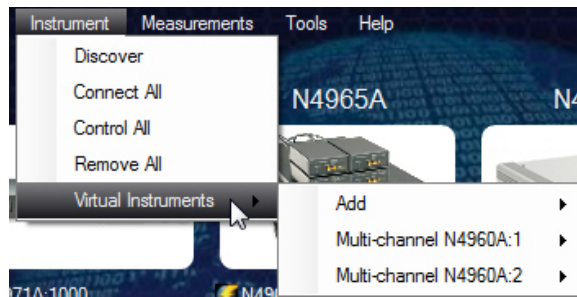 Instrument Measurements Tools Help
Discover
Connect All
N4965A
Control All
Remove All
Virtual Instruments
Add
Multi-channel N4960A:1
Multi-channel N4960A:2